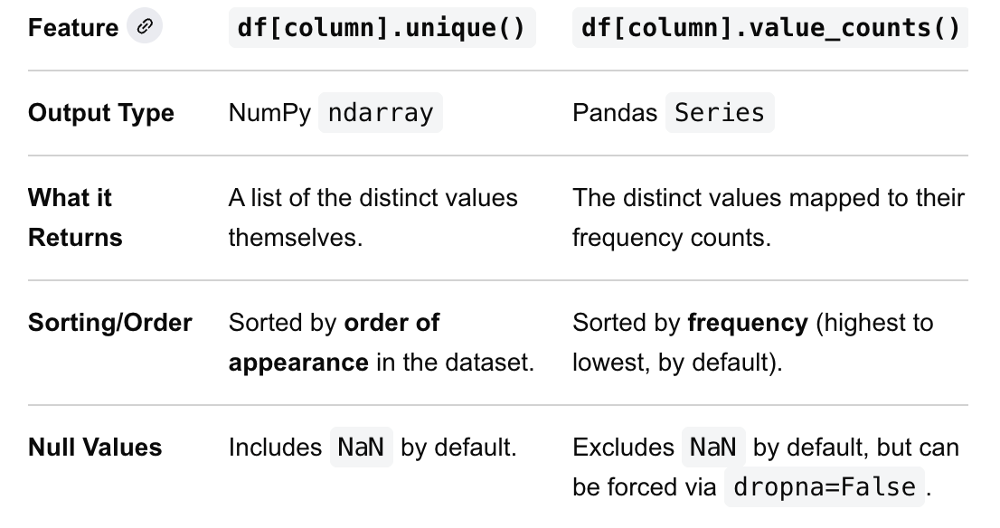 Feature df[column].unique() df[column].value_counts()
Output Type NumPy ndarray Pandas Series
What it A list of the distinct values The distinct values mapped to their
Returns themselves. frequency counts.
Sorting/Order Sorted by order of Sorted by frequency (highest to
appearance in the dataset. lowest, by default).
Null Values Includes NaN by default. Excludes NaN by default, but can
be forced via dropna=False.